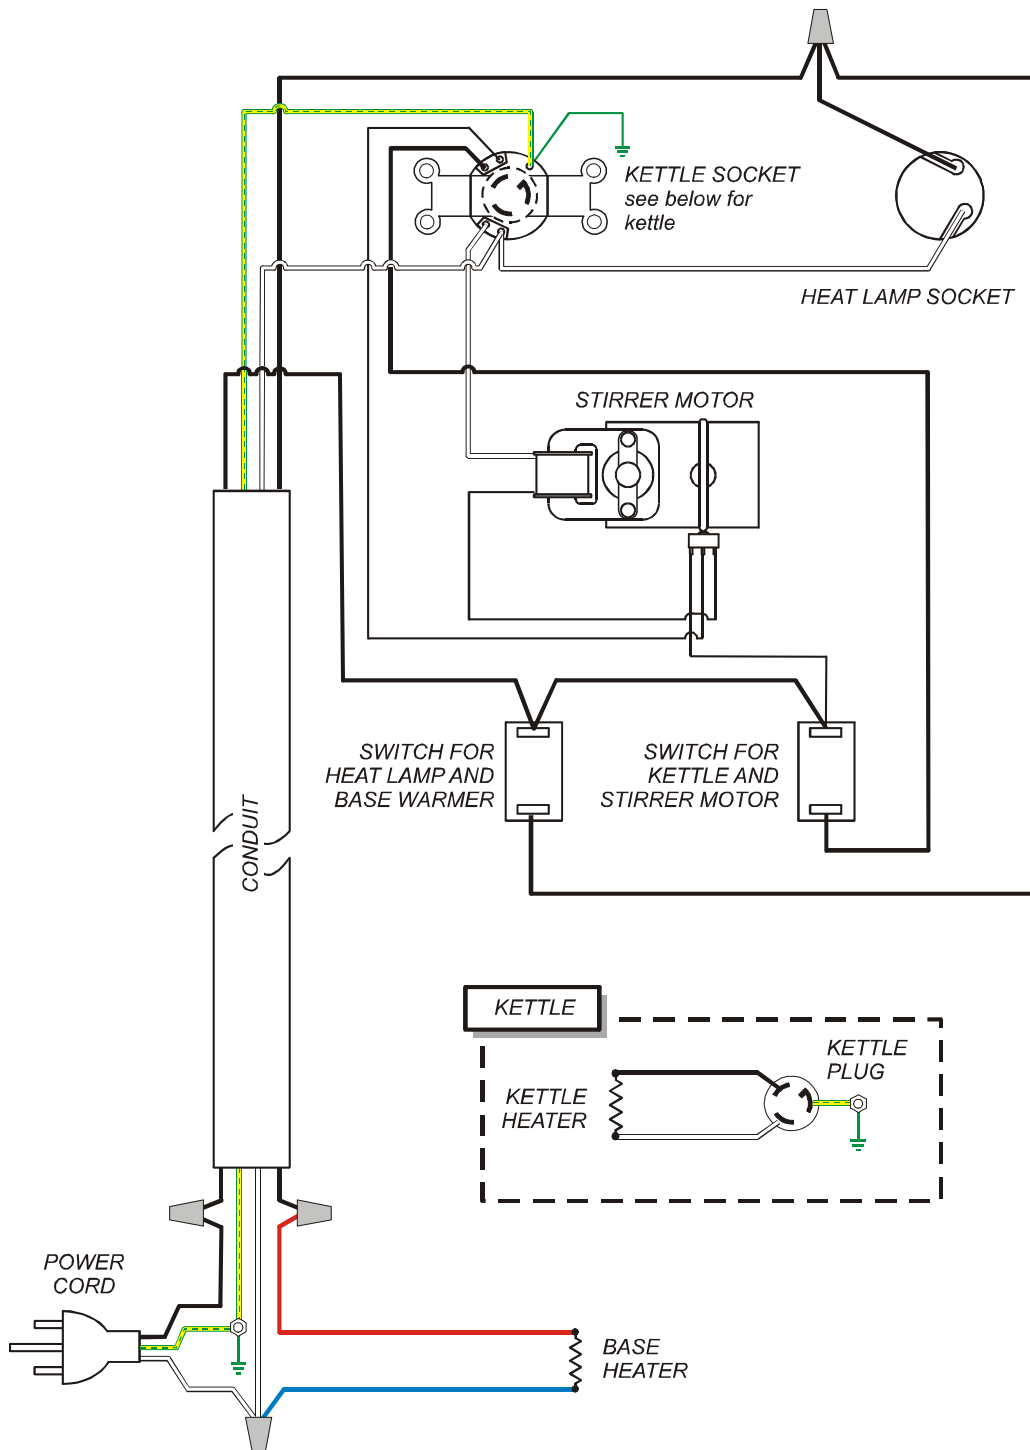 KETTLE SOCKET
see below for
kettle
HEAT LAMP SOCKET
STIRRER MOTOR
SWITCH FOR
HEAT LAMP AND
BASE WARMER
SWITCH FOR
KETTLE AND
STIRRER MOTOR
CONDUIT
KETTLE
KETTLE
PLUG
KETTLE
HEATER
POWER
CORD
BASE
HEATER